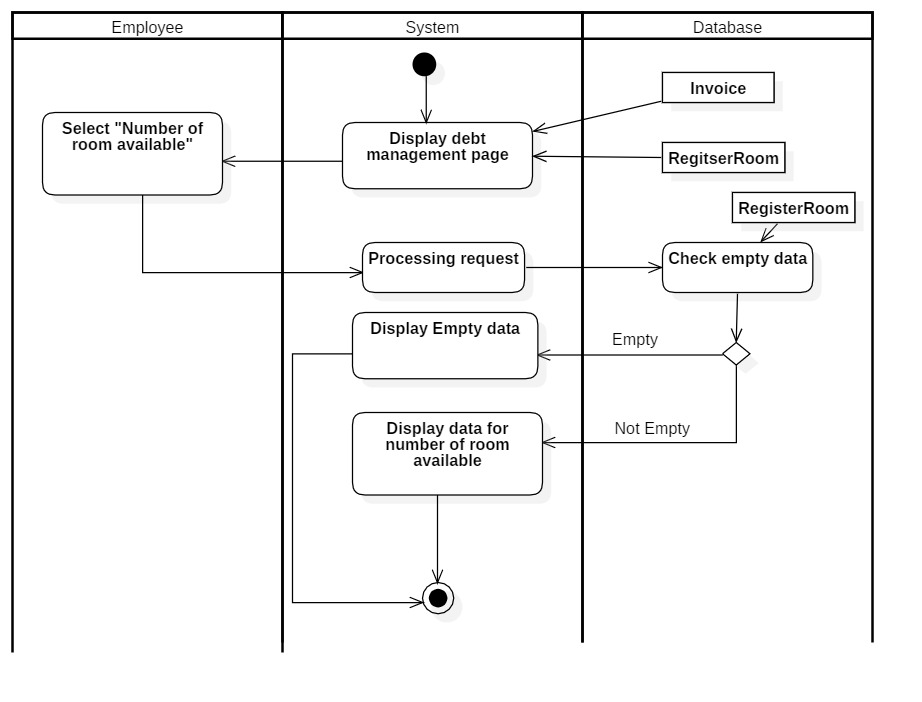 Employee
System
Database
Invoice
Select "Number of
room available"
Display debt
management page
RegitserRoom
RegisterRoom
Processing request
Check empty data
Display Empty data
Empty
Display data for
number of room
available
Not Empty